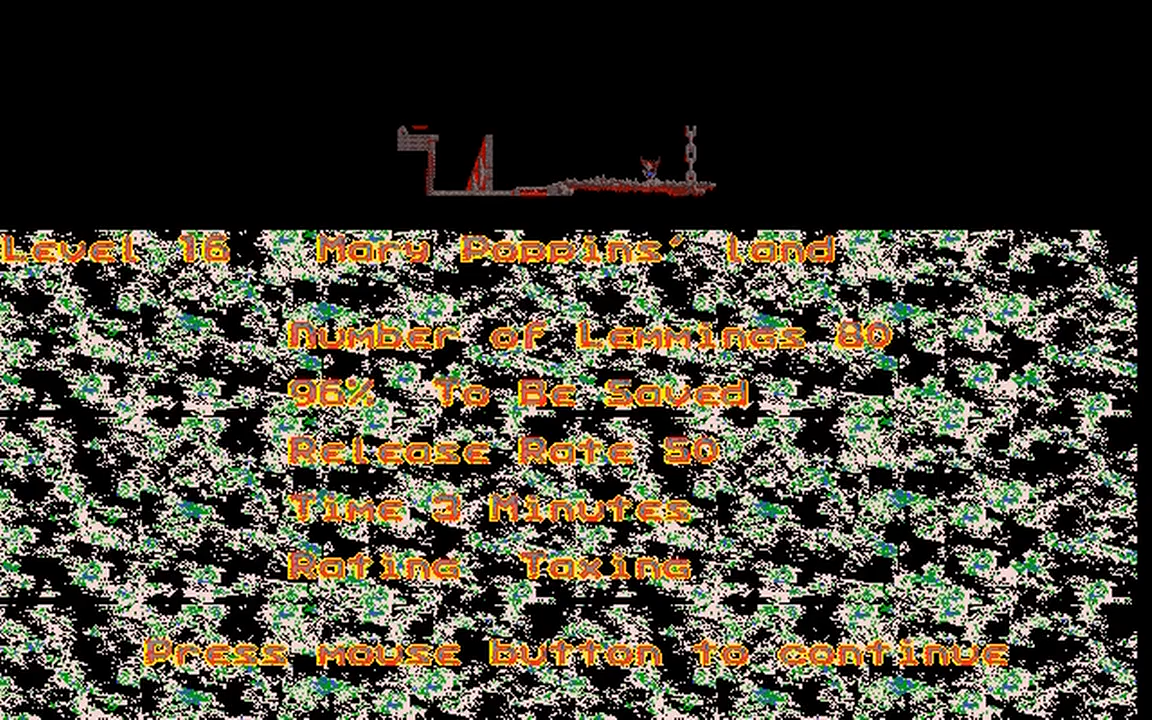 Level 16 Mary Poppins' land
Number of Lemmings 80
96% To Be Saved
Release Rate 50
Time 3 Minutes
Rating Taxing
Press mouse button to continue